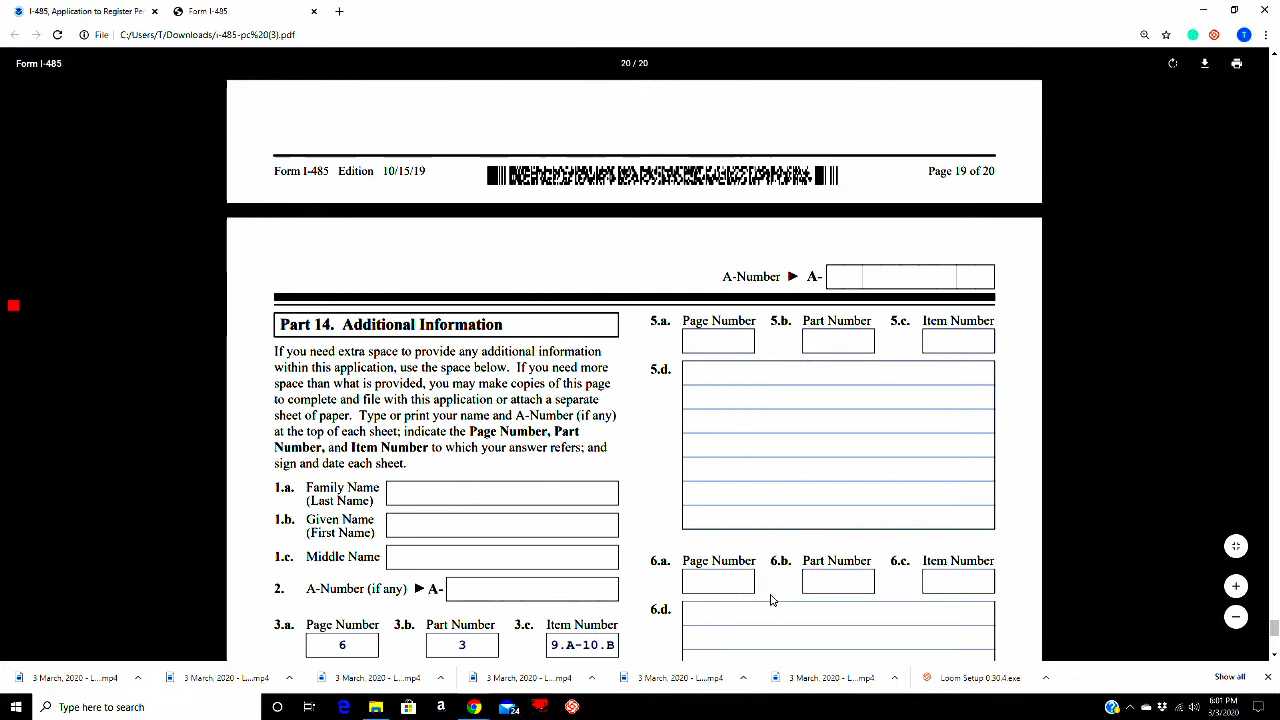 I-485, Application to Register Per
Form I-485
File
C:/Users/T/Downloads/i-485-pc%20(3).pdf
T
Form I-485
20 / 20
Form I-485 Edition 10/15/19
Page 19 of 20
A-Number ► A-
Part 14. Additional Information
If you need extra space to provide any additional information
within this application, use the space below. If you need more
space than what is provided, you may make copies of this page
to complete and file with this application or attach a separate
sheet of paper. Type or print your name and A-Number (if any)
at the top of each sheet; indicate the Page Number, Part
Number, and Item Number to which your answer refers; and
sign and date each sheet.
1.a. Family Name
(Last Name)
1.b. Given Name
(First Name)
1.c. Middle Name
2. A-Number (if any) ► A-
3.a. Page Number 3.b. Part Number 3.c. Item Number
6 3 9.A-10.B
5.a. Page Number 5.b. Part Number 5.c. Item Number
5.d.
6.a. Page Number 6.b. Part Number 6.c. Item Number
6.d.
3 March, 2020 - L....mp4
3 March, 2020 - L....mp4
3 March, 2020 - L....mp4
3 March, 2020 - L....mp4
3 March, 2020 - L....mp4
3 March, 2020 - L....mp4
Loom Setup 0.30.4.exe
Show all
Type here to search
24
6:01 PM
3/3/2020